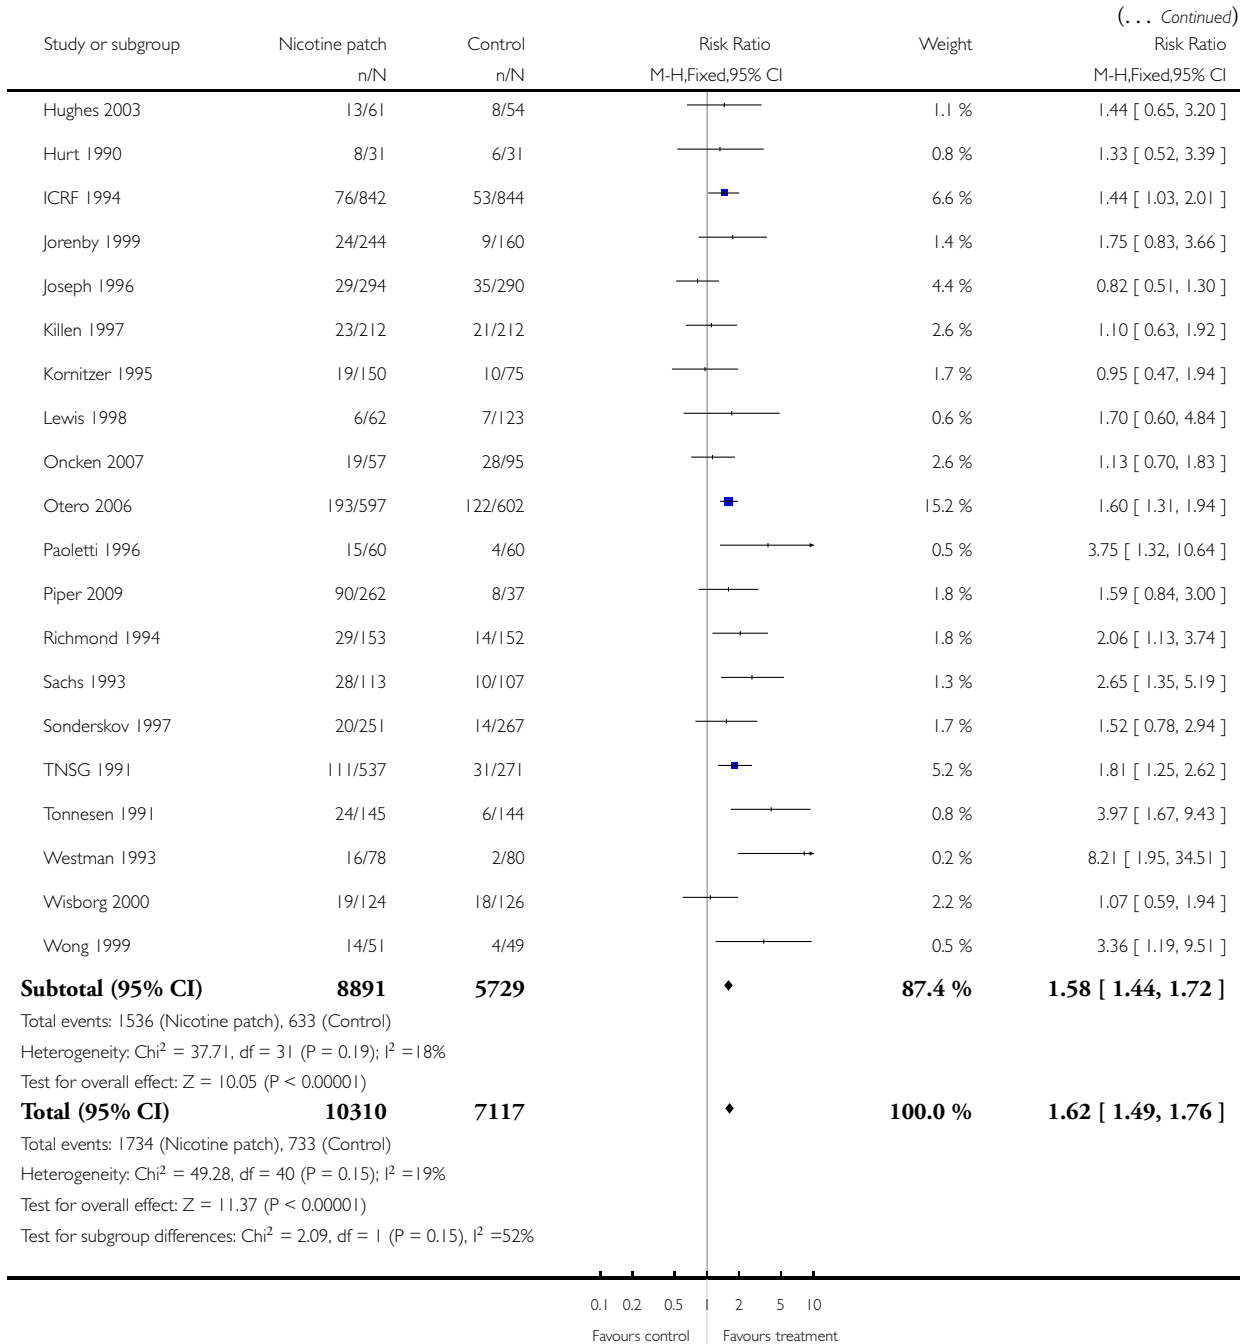 (. . . Continued)
Study or subgroup Nicotine patch Control Risk Ratio Weight Risk Ratio
n/N n/N M-H,Fixed,95% CI M-H,Fixed,95% CI
Hughes 2003 13/61 8/54 1.1 % 1.44 [ 0.65, 3.20 ]
Hurt 1990 8/31 6/31 0.8 % 1.33 [ 0.52, 3.39 ]
ICRF 1994 76/842 53/844 6.6 % 1.44 [ 1.03, 2.01 ]
Jorenby 1999 24/244 9/160 1.4 % 1.75 [ 0.83, 3.66 ]
Joseph 1996 29/294 35/290 4.4 % 0.82 [ 0.51, 1.30 ]
Killen 1997 23/212 21/212 2.6 % 1.10 [ 0.63, 1.92 ]
Kornitzer 1995 19/150 10/75 1.7 % 0.95 [ 0.47, 1.94 ]
Lewis 1998 6/62 7/123 0.6 % 1.70 [ 0.60, 4.84 ]
Oncken 2007 19/57 28/95 2.6 % 1.13 [ 0.70, 1.83 ]
Otero 2006 193/597 122/602 15.2 % 1.60 [ 1.31, 1.94 ]
Paoletti 1996 15/60 4/60 0.5 % 3.75 [ 1.32, 10.64 ]
Piper 2009 90/262 8/37 1.8 % 1.59 [ 0.84, 3.00 ]
Richmond 1994 29/153 14/152 1.8 % 2.06 [ 1.13, 3.74 ]
Sachs 1993 28/113 10/107 1.3 % 2.65 [ 1.35, 5.19 ]
Sonderskov 1997 20/251 14/267 1.7 % 1.52 [ 0.78, 2.94 ]
TNSG 1991 111/537 31/271 5.2 % 1.81 [ 1.25, 2.62 ]
Tonnesen 1991 24/145 6/144 0.8 % 3.97 [ 1.67, 9.43 ]
Westman 1993 16/78 2/80 0.2 % 8.21 [ 1.95, 34.51 ]
Wisborg 2000 19/124 18/126 2.2 % 1.07 [ 0.59, 1.94 ]
Wong 1999 14/51 4/49 0.5 % 3.36 [ 1.19, 9.51 ]
Subtotal (95% CI) 8891 5729 87.4 % 1.58 [ 1.44, 1.72 ]
Total events: 1536 (Nicotine patch), 633 (Control)
Heterogeneity: Chi² = 37.71, df = 31 (P = 0.19); I² =18%
Test for overall effect: Z = 10.05 (P < 0.00001)
Total (95% CI) 10310 7117 100.0 % 1.62 [ 1.49, 1.76 ]
Total events: 1734 (Nicotine patch), 733 (Control)
Heterogeneity: Chi² = 49.28, df = 40 (P = 0.15); I² =19%
Test for overall effect: Z = 11.37 (P < 0.00001)
Test for subgroup differences: Chi² = 2.09, df = 1 (P = 0.15), I² =52%
0.1 0.2 0.5 1 2 5 10
Favours control Favours treatment